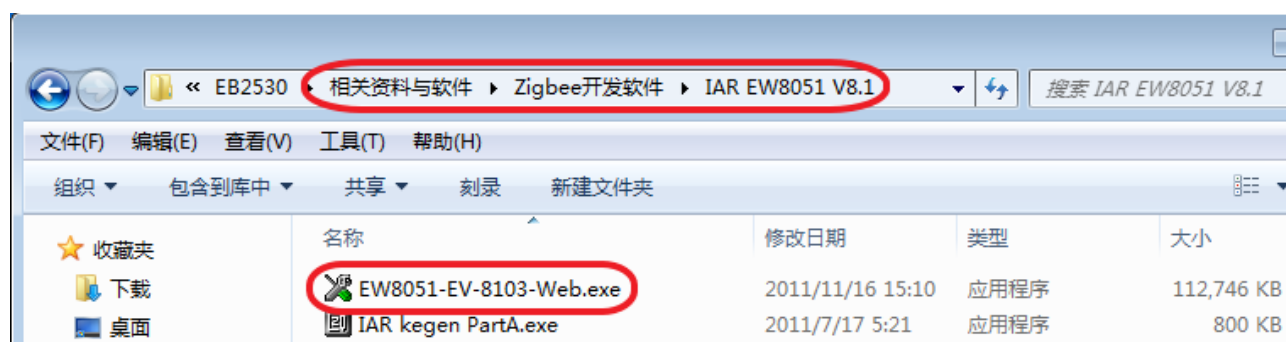 « EB2530 ▸ 相关资料与软件 ▸ Zigbee开发软件 ▸ IAR EW8051 V8.1 搜索 IAR EW8051 V8.1
文件(F) 编辑(E) 查看(V) 工具(T) 帮助(H)
组织 包含到库中 共享 刻录 新建文件夹
收藏夹 名称 修改日期 类型 大小
下载 EW8051-EV-8103-Web.exe 2011/11/16 15:10 应用程序 112,746 KB
桌面 IAR kegen PartA.exe 2011/7/17 5:21 应用程序 800 KB